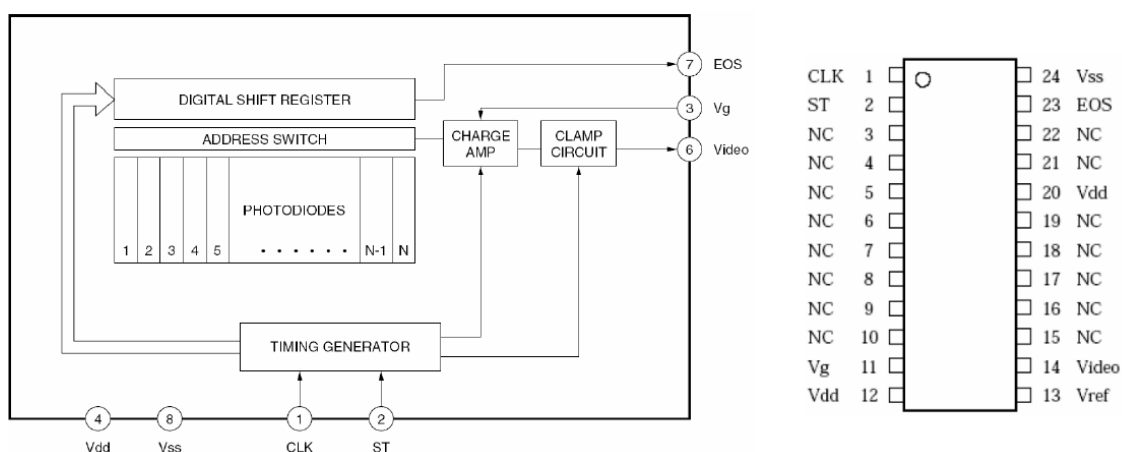 7 EOS
DIGITAL SHIFT REGISTER
3 Vg
ADDRESS SWITCH
CHARGE
AMP
CLAMP
CIRCUIT
6 Video
PHOTODIODES
1 2 3 4 5 · · · · · · N-1 N
TIMING GENERATOR
4 8 1 2
Vdd Vss CLK ST
CLK 1 24 Vss
ST 2 23 EOS
NC 3 22 NC
NC 4 21 NC
NC 5 20 Vdd
NC 6 19 NC
NC 7 18 NC
NC 8 17 NC
NC 9 16 NC
NC 10 15 NC
Vg 11 14 Video
Vdd 12 13 Vref